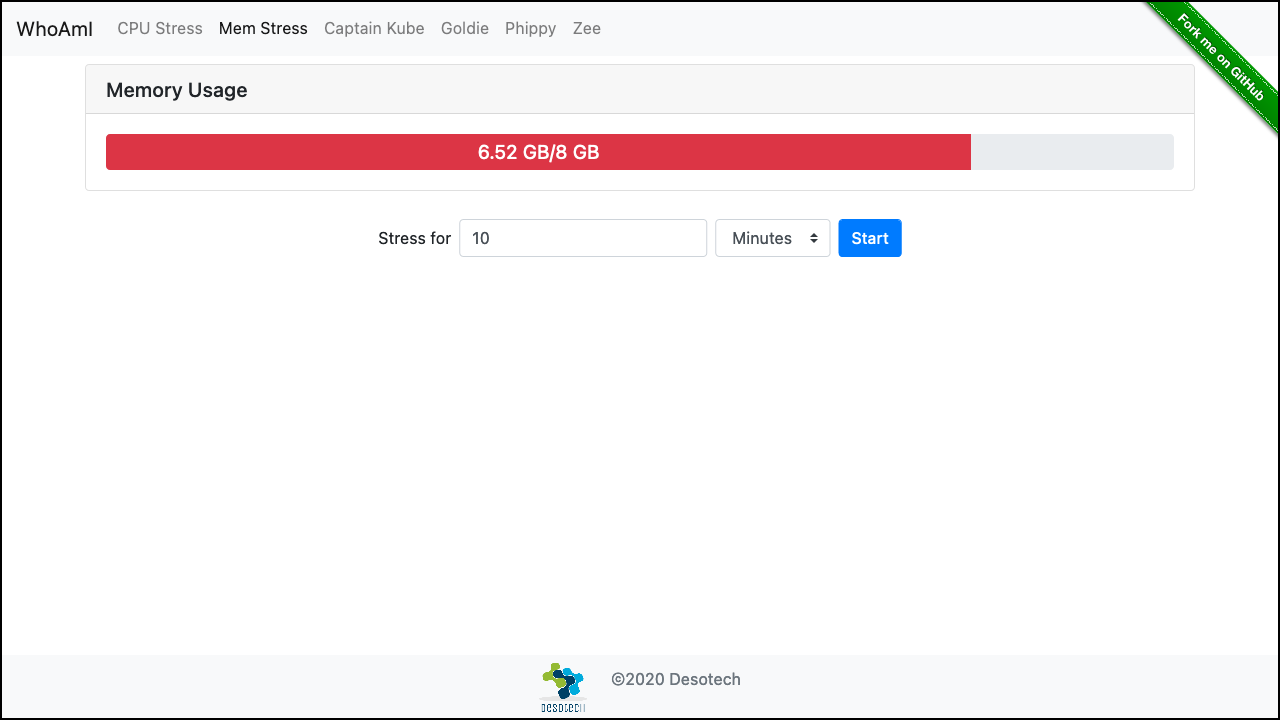 WhoAmI CPU Stress Mem Stress Captain Kube Goldie Phippy Zee
Fork me on GitHub
Memory Usage
6.52 GB/8 GB
Stress for 10 Minutes Start
DESOTECH ©2020 Desotech